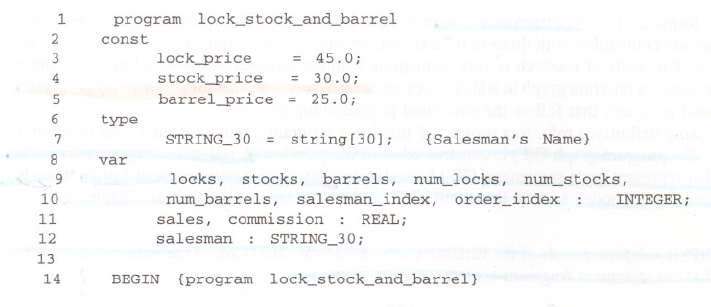 1 program lock_stock_and_barrel
2 const
3 lock_price = 45.0;
4 stock_price = 30.0;
5 barrel_price = 25.0;
6 type
7 STRING_30 = string[30]; {Salesman's Name}
8 var
9 locks, stocks, barrels, num_locks, num_stocks,
10 num_barrels, salesman_index, order_index : INTEGER;
11 sales, commission : REAL;
12 salesman : STRING_30;
13
14 BEGIN {program lock_stock_and_barrel}